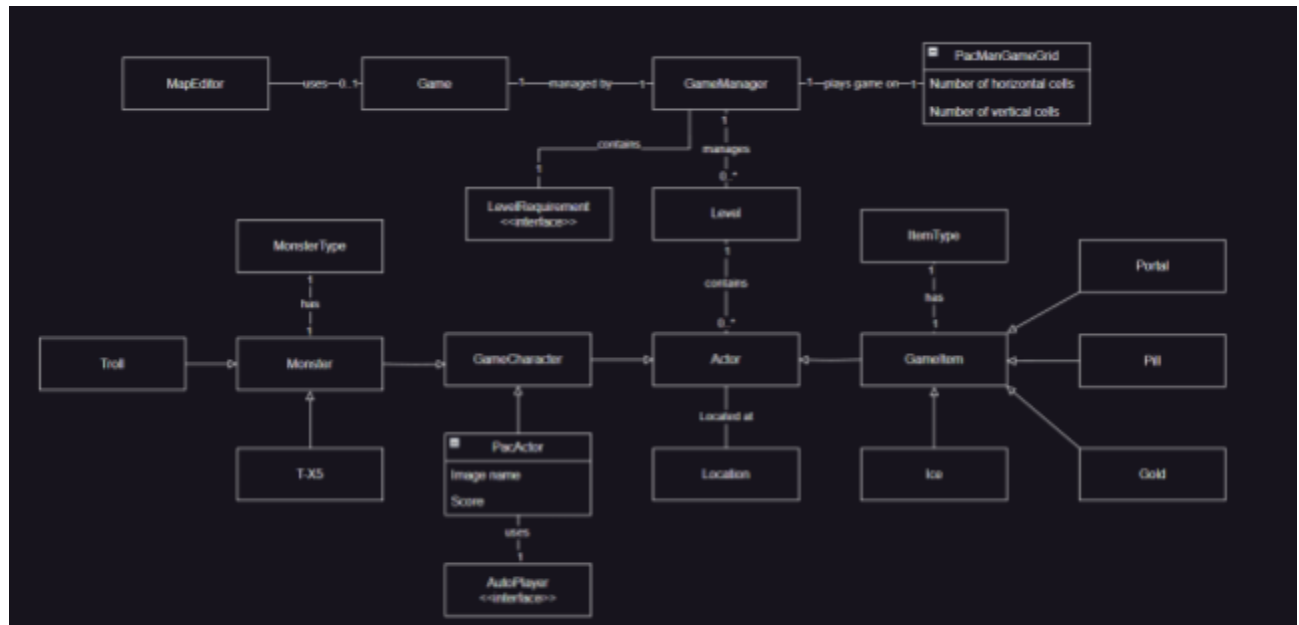 PacManGameGrid
MapEditor
uses
0..1
Game
1
managed by
1
GameManager
1
plays game on
1
Number of horizontal cells
Number of vertical cells
contains
1
1
manages
0..*
LevelRequirement
<<interface>>
Level
MonsterType
ItemType
1
has
1
1
contains
0..*
1
has
1
Portal
Troll
Monster
GameCharacter
Actor
GameItem
Pill
Located at
PacActor
Image name
Score
T-X5
Location
Ice
Gold
uses
1
AutoPlayer
<<interface>>